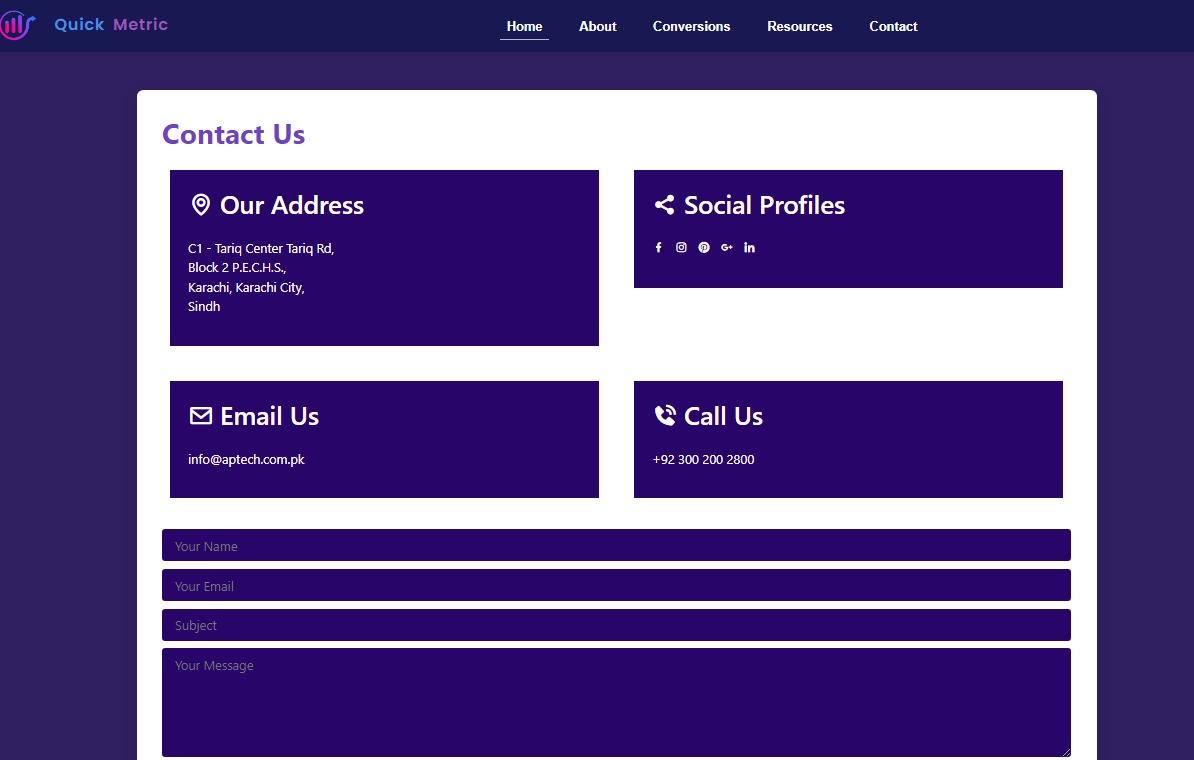 Quick Metric
Home About Conversions Resources Contact
Contact Us
Our Address
C1 - Tariq Center Tariq Rd,
Block 2 P.E.C.H.S.,
Karachi, Karachi City,
Sindh
Social Profiles
Email Us
info@aptech.com.pk
Call Us
+92 300 200 2800
Your Name
Your Email
Subject
Your Message